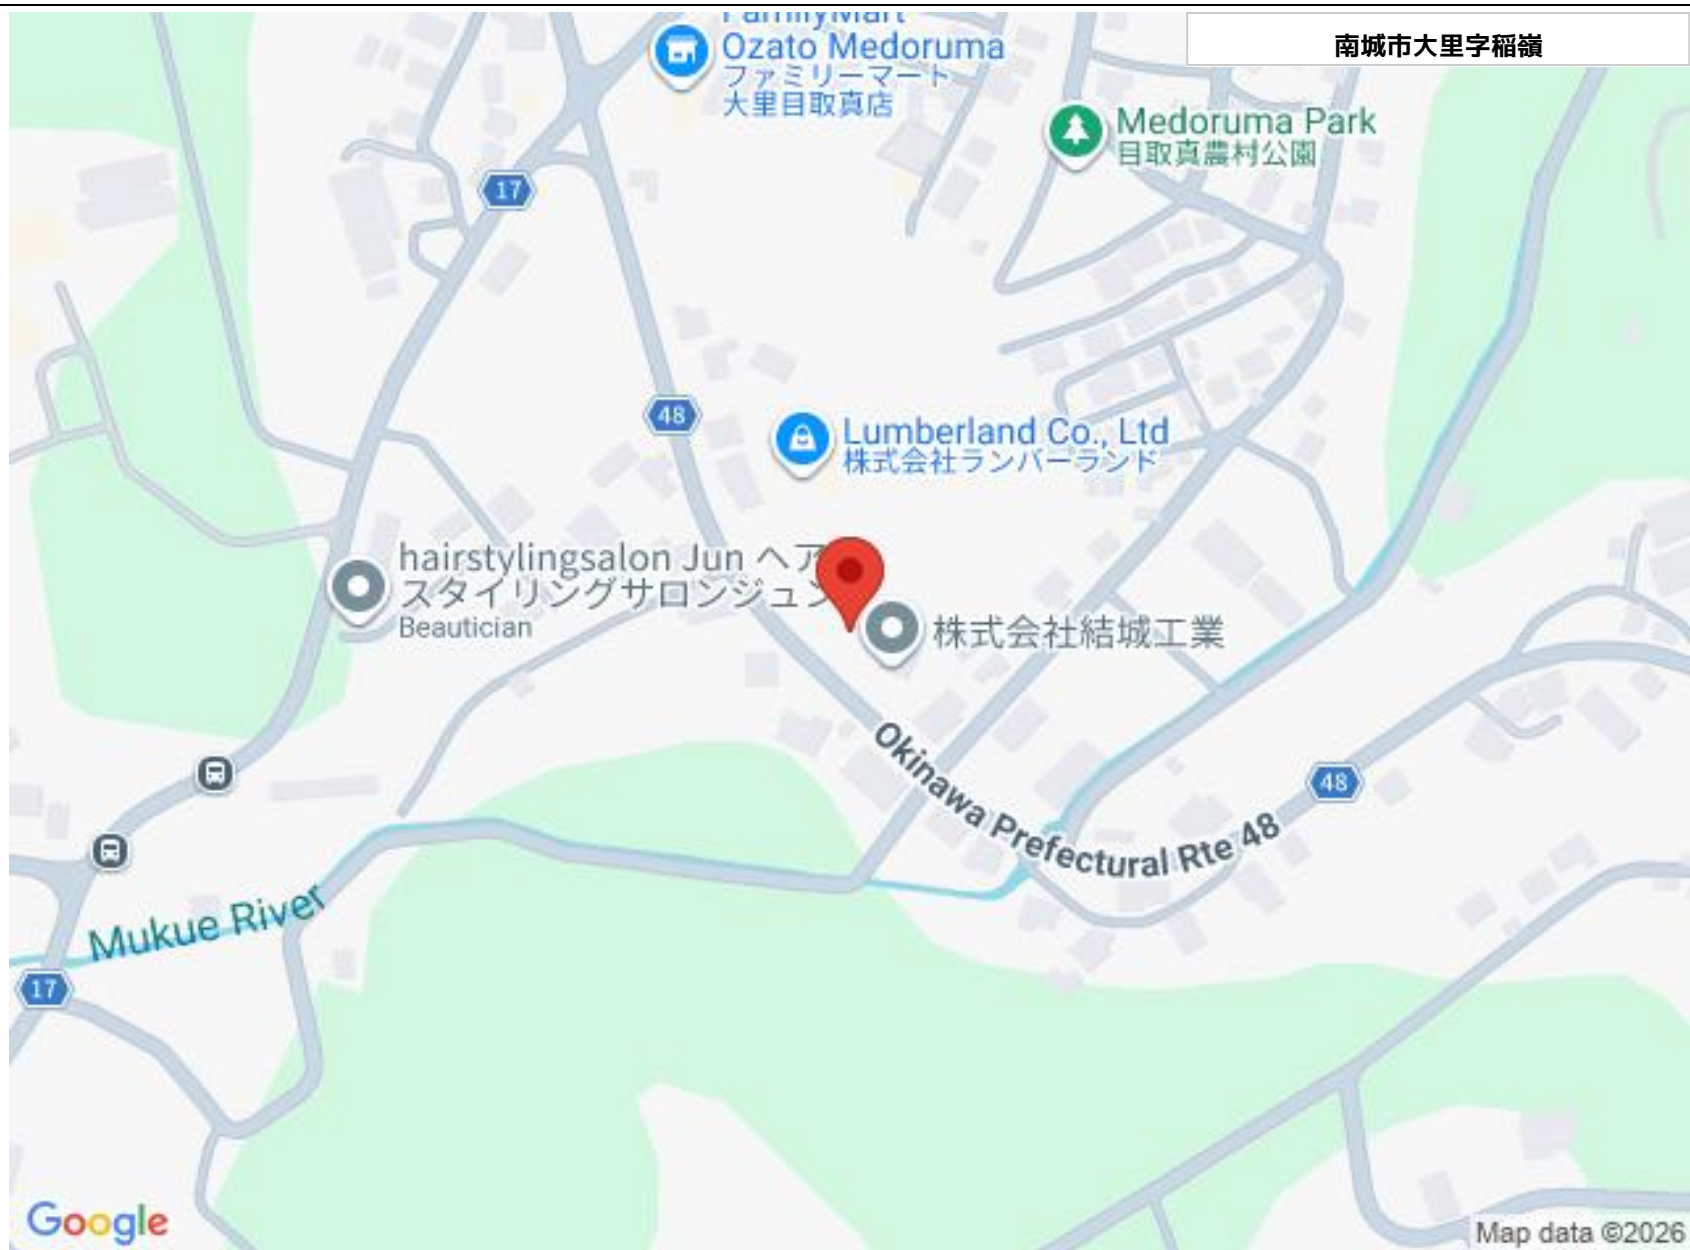 FamilyMart
Ozato Medoruma
ファミリーマート
大里目取真店
南城市大里字稲嶺
Medoruma Park
目取真農村公園
17
48
Lumberland Co., Ltd
株式会社ランバーランド
hairstylingsalon Jun ヘア
スタイリングサロンジュン
Beautician
株式会社結城工業
Okinawa Prefectural Rte 48
48
Mukue River
17
Google
Map data ©2026